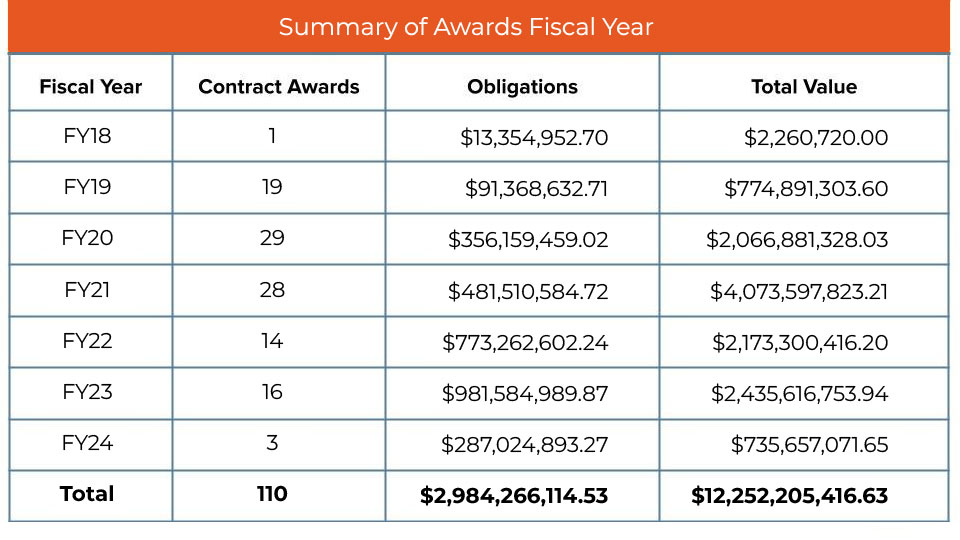 Summary of Awards Fiscal Year
Fiscal Year Contract Awards Obligations Total Value
FY18 1 $13,354,952.70 $2,260,720.00
FY19 19 $91,368,632.71 $774,891,303.60
FY20 29 $356,159,459.02 $2,066,881,328.03
FY21 28 $481,510,584.72 $4,073,597,823.21
FY22 14 $773,262,602.24 $2,173,300,416.20
FY23 16 $981,584,989.87 $2,435,616,753.94
FY24 3 $287,024,893.27 $735,657,071.65
Total 110 $2,984,266,114.53 $12,252,205,416.63